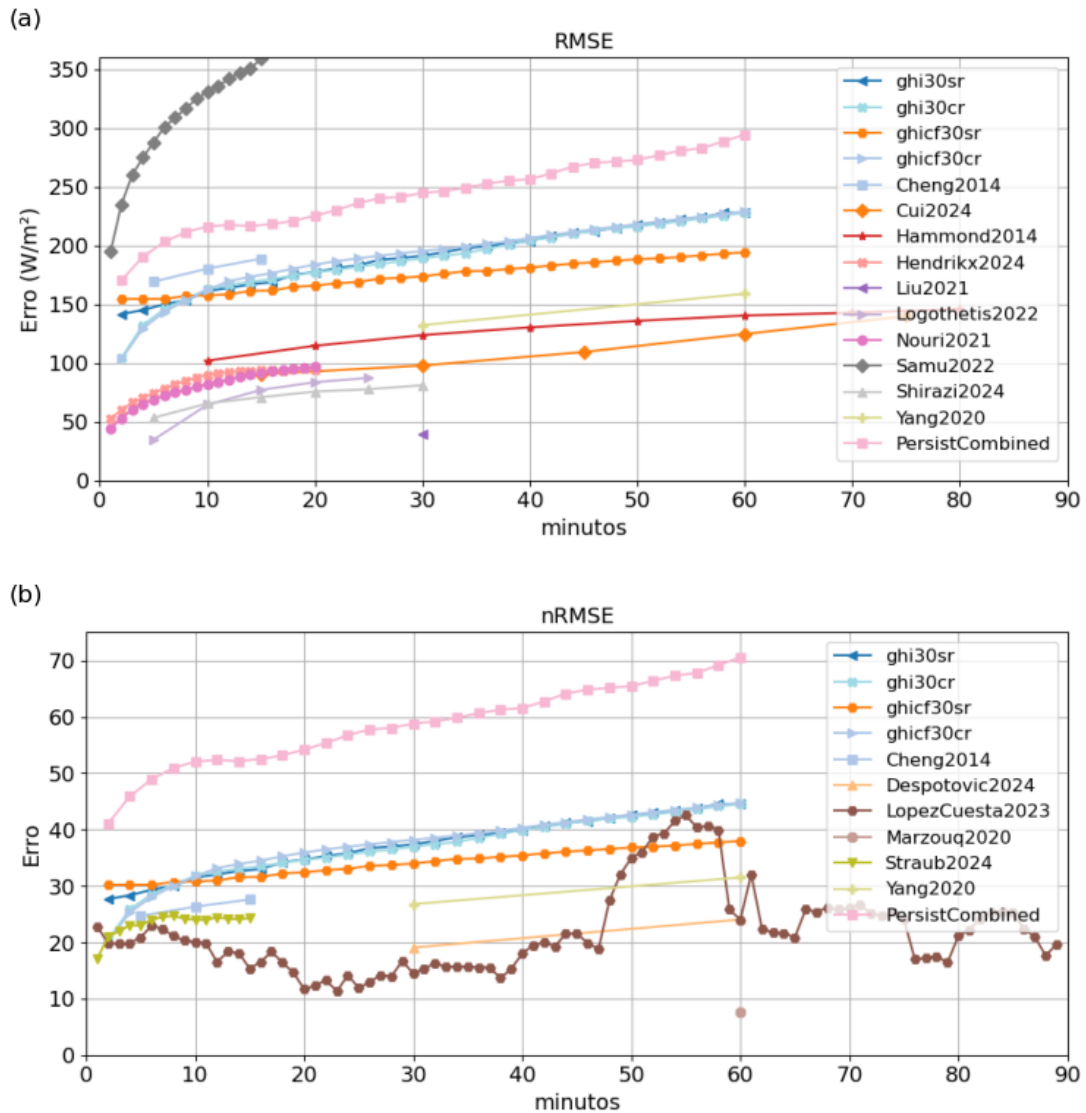 (a)
RMSE
Erro (W/m²)
350
300
250
200
150
100
50
0
0 10 20 30 40 50 60 70 80 90
minutos
ghi30sr
ghi30cr
ghicf30sr
ghicf30cr
Cheng2014
Cui2024
Hammond2014
Hendrikx2024
Liu2021
Logothetis2022
Nouri2021
Samu2022
Shirazi2024
Yang2020
PersistCombined
(b)
nRMSE
Erro
70
60
50
40
30
20
10
0
0 10 20 30 40 50 60 70 80 90
minutos
ghi30sr
ghi30cr
ghicf30sr
ghicf30cr
Cheng2014
Despotovic2024
LopezCuesta2023
Marzouq2020
Straub2024
Yang2020
PersistCombined